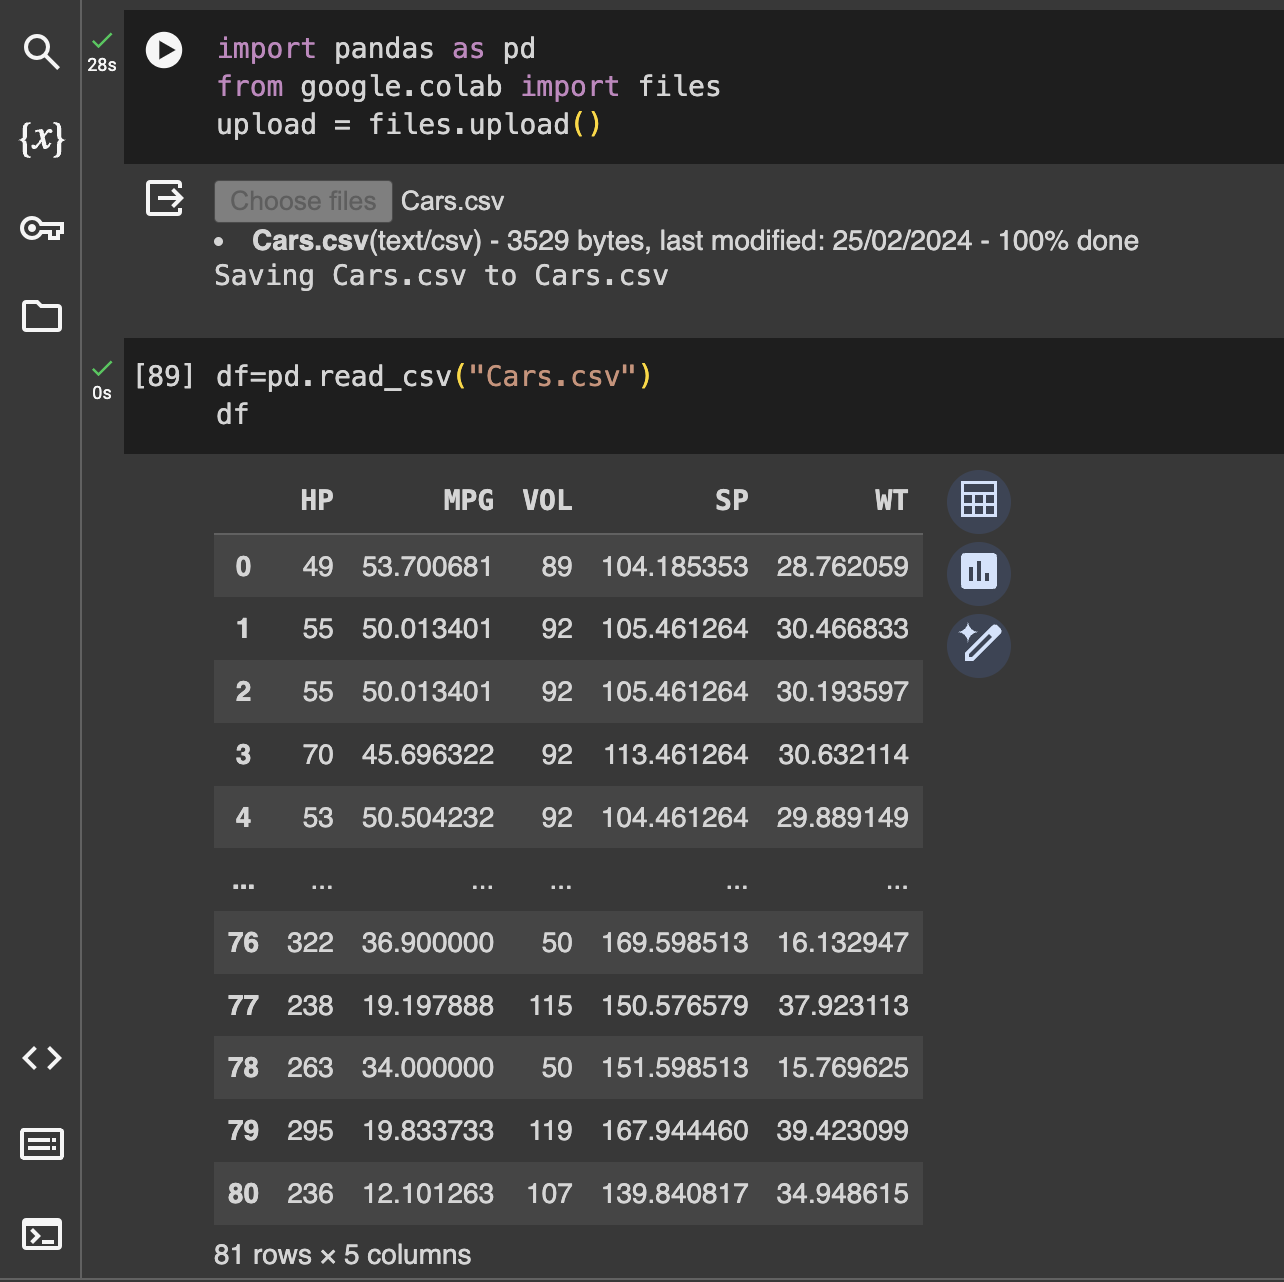 28s
import pandas as pd
from google.colab import files
upload = files.upload()
{x}
Choose files Cars.csv
• Cars.csv(text/csv) - 3529 bytes, last modified: 25/02/2024 - 100% done
Saving Cars.csv to Cars.csv
0s
[89] df=pd.read_csv("Cars.csv")
df
HP MPG VOL SP WT
0 49 53.700681 89 104.185353 28.762059
1 55 50.013401 92 105.461264 30.466833
2 55 50.013401 92 105.461264 30.193597
3 70 45.696322 92 113.461264 30.632114
4 53 50.504232 92 104.461264 29.889149
... ... ... ... ... ...
76 322 36.900000 50 169.598513 16.132947
77 238 19.197888 115 150.576579 37.923113
78 263 34.000000 50 151.598513 15.769625
79 295 19.833733 119 167.944460 39.423099
80 236 12.101263 107 139.840817 34.948615
81 rows × 5 columns